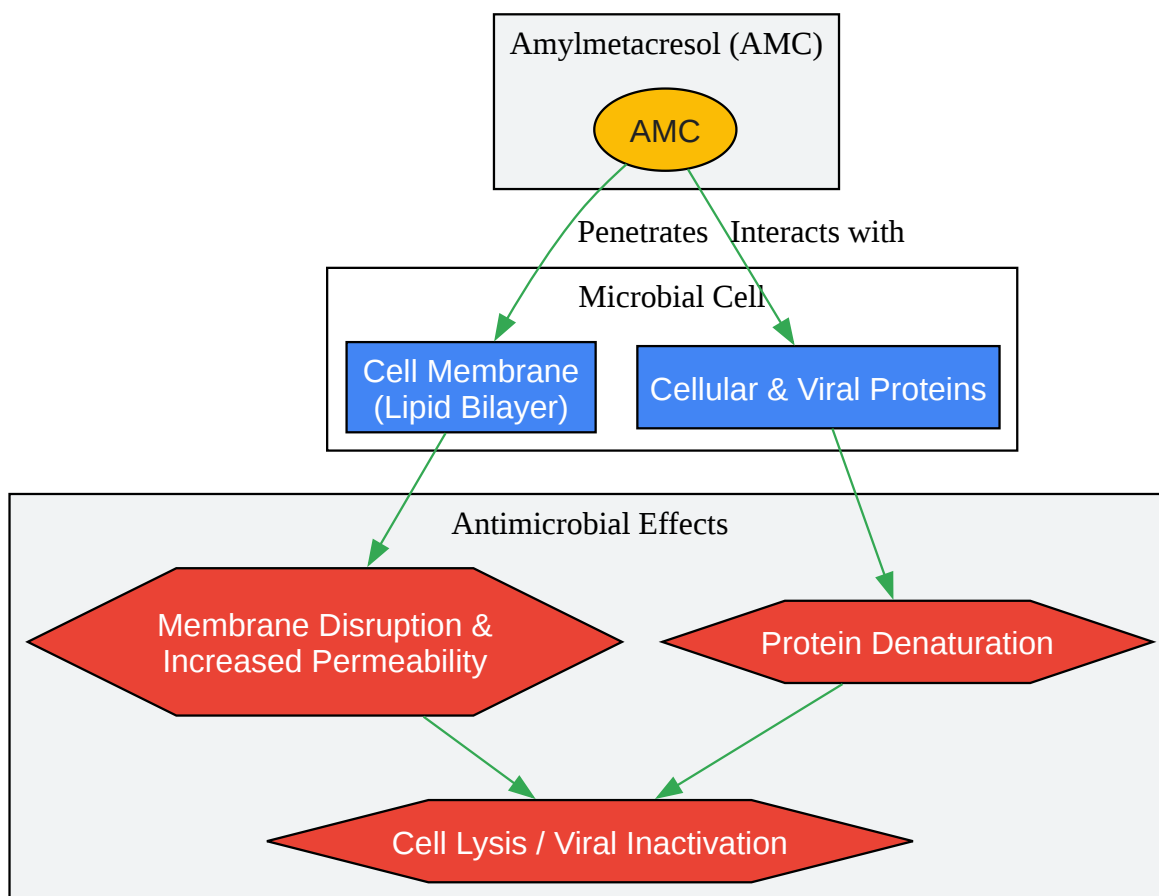 Amylmetacresol (AMC)
AMC
Penetrates
Interacts with
Microbial Cell
Cell Membrane
(Lipid Bilayer)
Cellular & Viral Proteins
Antimicrobial Effects
Membrane Disruption &
Increased Permeability
Protein Denaturation
Cell Lysis / Viral Inactivation